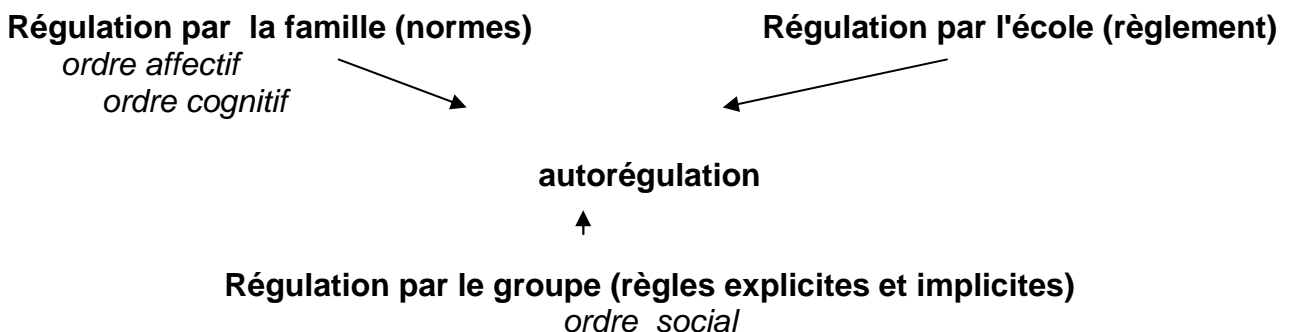 Régulation par la famille (normes) Régulation par l'école (règlement)
ordre affectif
ordre cognitif
autorégulation
Régulation par le groupe (règles explicites et implicites)
ordre social